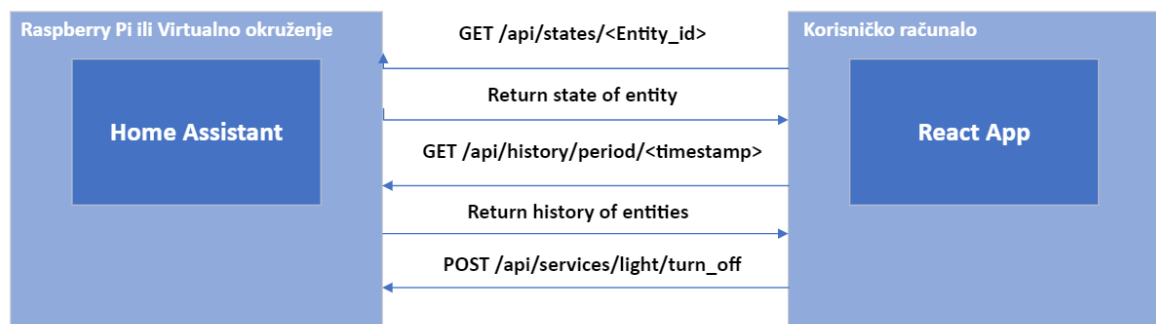 Raspberry Pi ili Virtualno okruženje
Home Assistant
GET /api/states/<Entity_id>
Return state of entity
GET /api/history/period/<timestamp>
Return history of entities
POST /api/services/light/turn_off
Korisničko računalo
React App